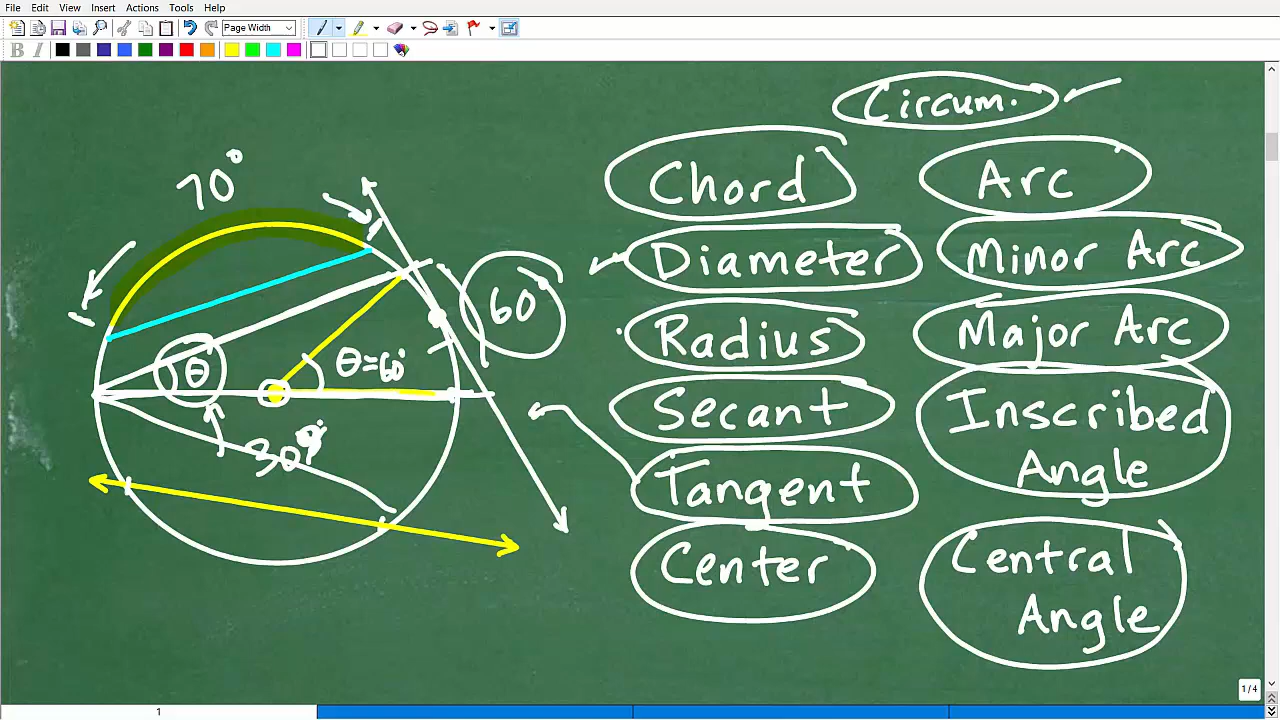 File Edit View Insert Actions Tools Help
Page Width
B I
Circum.
Chord
Arc
Diameter
Minor Arc
Radius
Major Arc
Secant
Inscribed
Angle
Tangent
Center
Central
Angle
70°
60°
θ
θ=60°
30°
1/4
1